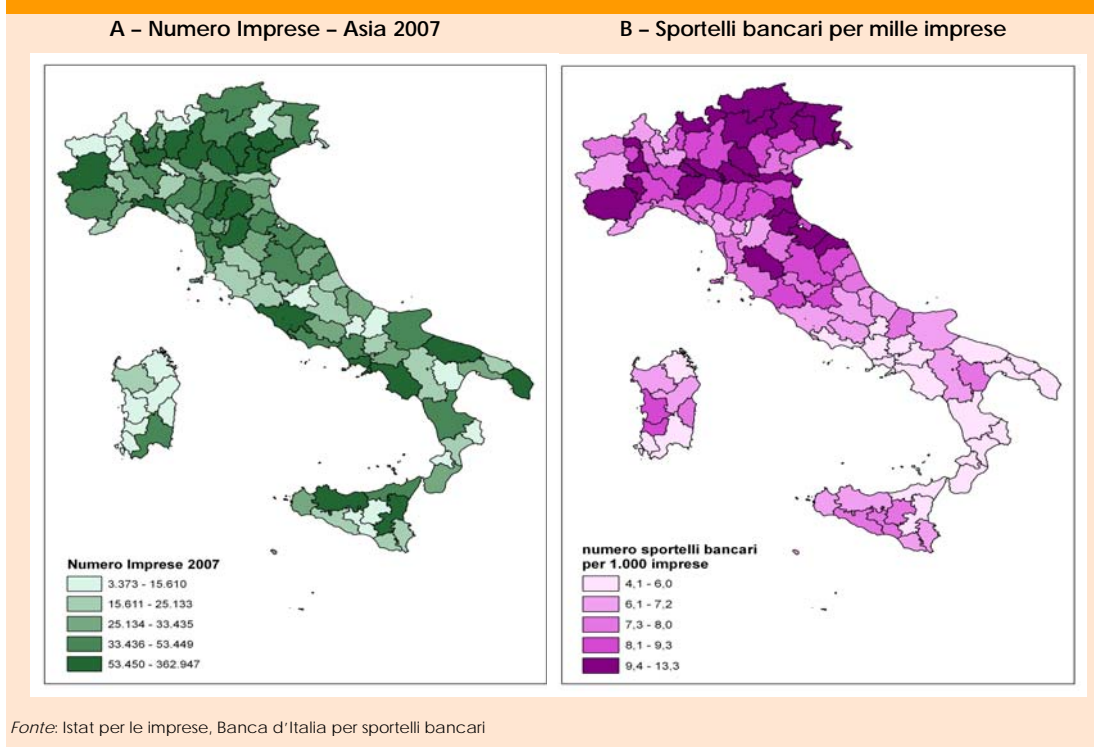 A – Numero Imprese – Asia 2007
B – Sportelli bancari per mille imprese
Numero Imprese 2007
3.373 - 15.610
15.611 - 25.133
25.134 - 33.435
33.436 - 53.449
53.450 - 362.947
numero sportelli bancari
per 1.000 imprese
4,1 - 6,0
6,1 - 7,2
7,3 - 8,0
8,1 - 9,3
9,4 - 13,3
Fonte: Istat per le imprese, Banca d'Italia per sportelli bancari